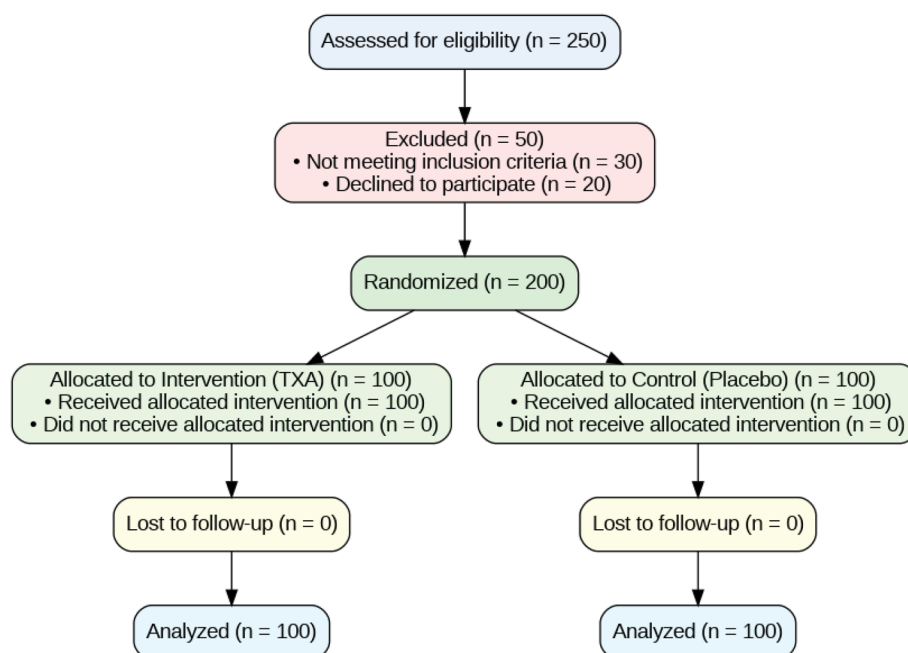 Assessed for eligibility (n = 250)
Excluded (n = 50)
• Not meeting inclusion criteria (n = 30)
• Declined to participate (n = 20)
Randomized (n = 200)
Allocated to Intervention (TXA) (n = 100)
• Received allocated intervention (n = 100)
• Did not receive allocated intervention (n = 0)
Allocated to Control (Placebo) (n = 100)
• Received allocated intervention (n = 100)
• Did not receive allocated intervention (n = 0)
Lost to follow-up (n = 0)
Lost to follow-up (n = 0)
Analyzed (n = 100)
Analyzed (n = 100)